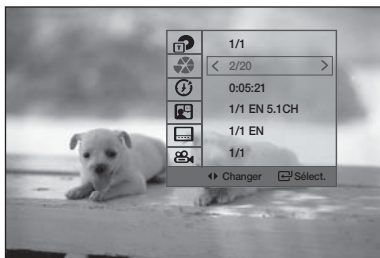 1/1
< 2/20 >
0:05:21
1/1 EN 5.1CH
1/1 EN
1/1
Changer Sélect.